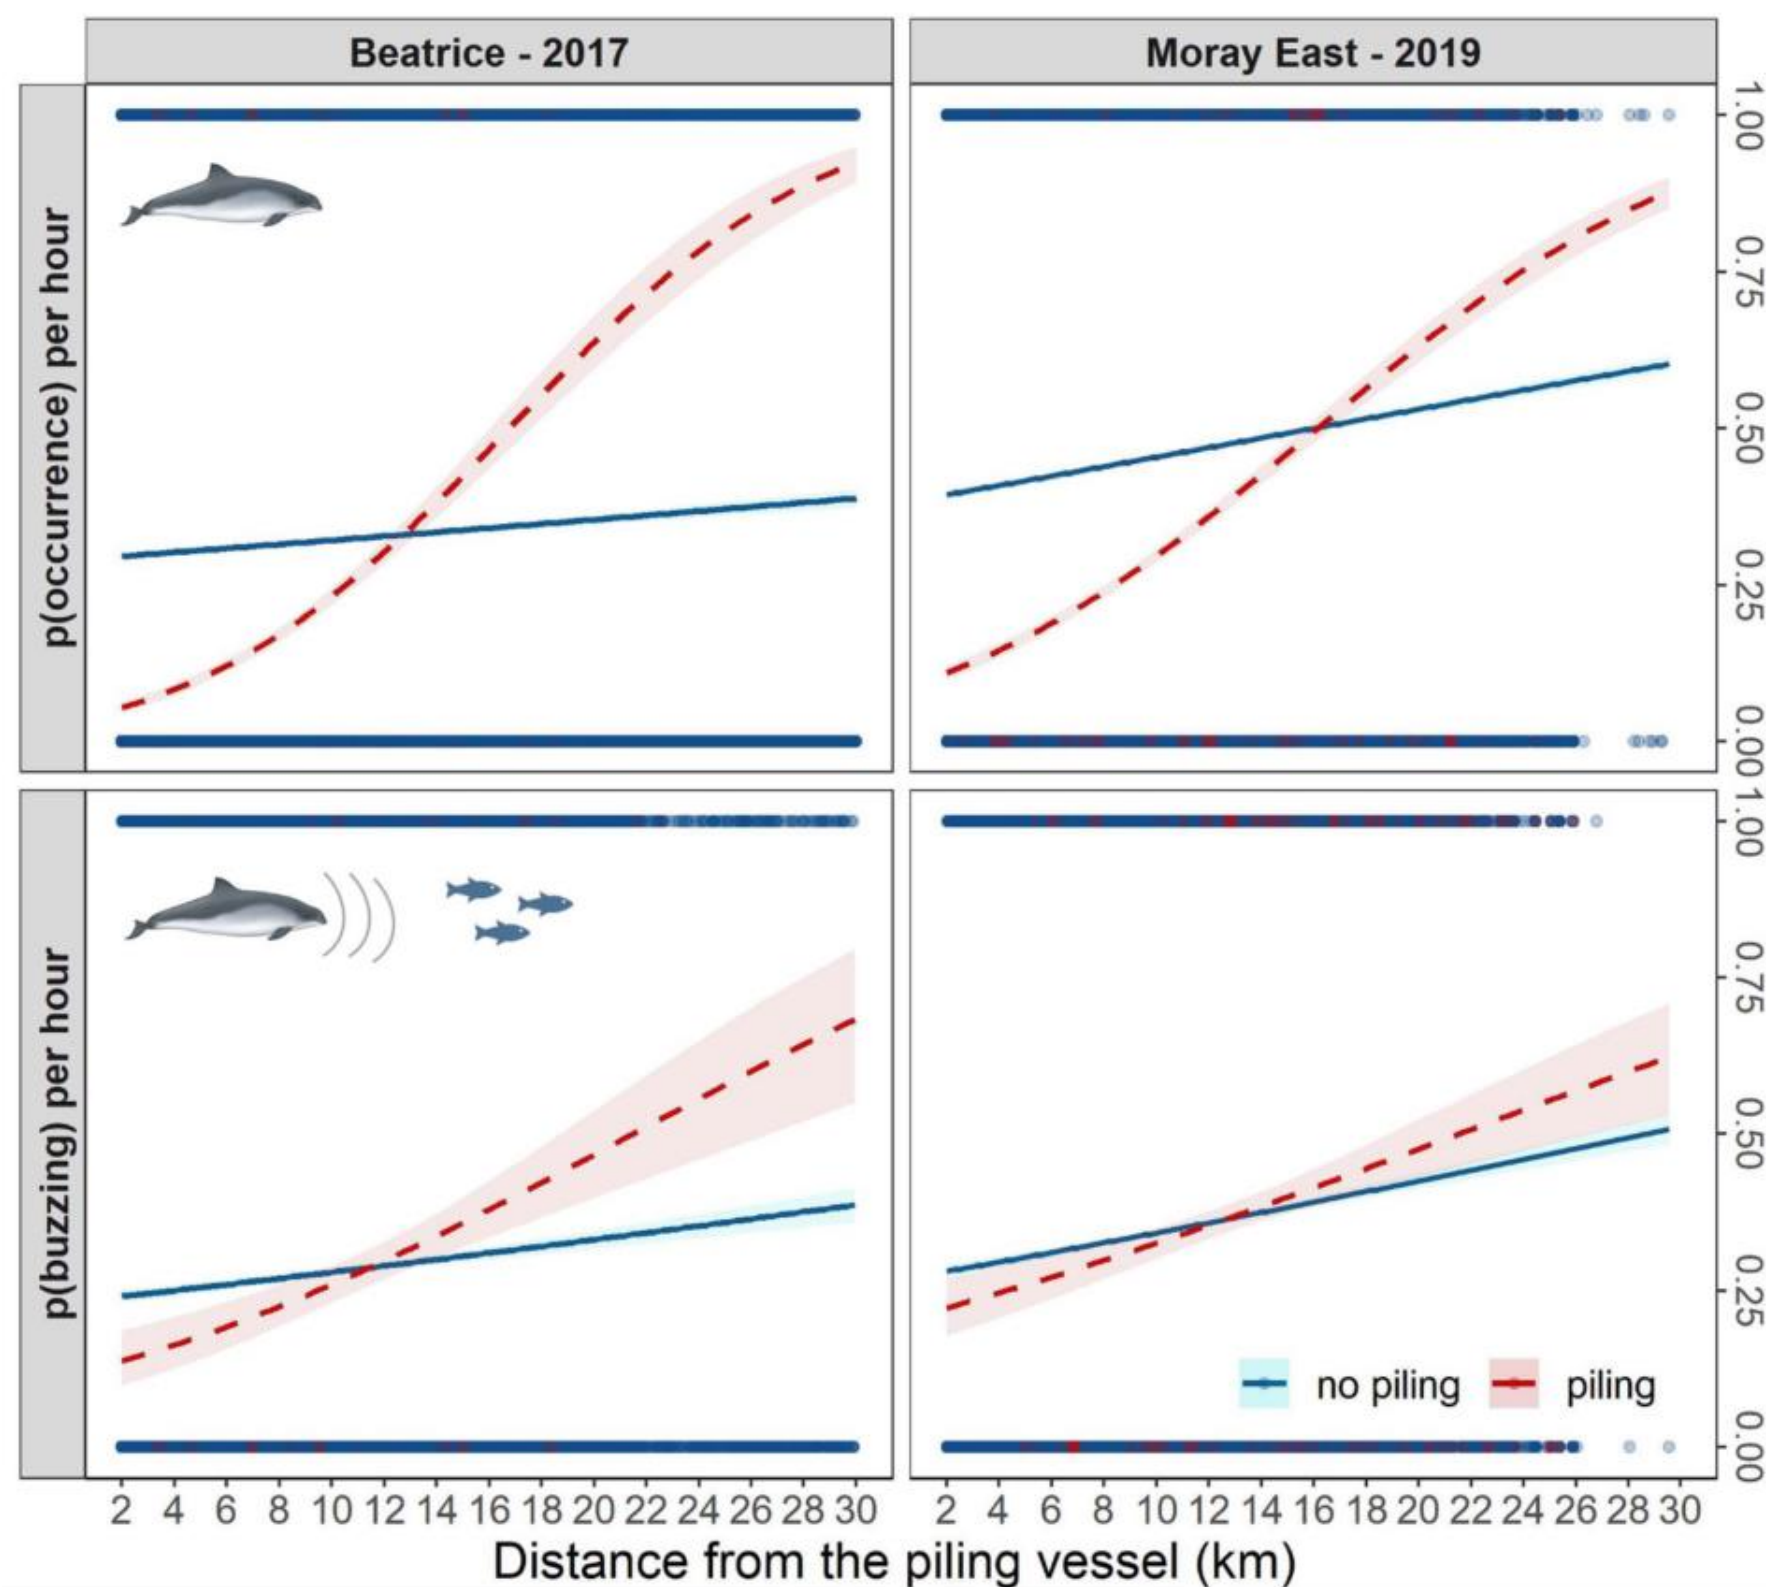 Beatrice - 2017
Moray East - 2019
p(occurrence) per hour
1.00
0.75
0.50
0.25
0.00
p(buzzing) per hour
1.00
0.75
0.50
0.25
0.00
no piling
piling
2 4 6 8 10 12 14 16 18 20 22 24 26 28 30
2 4 6 8 10 12 14 16 18 20 22 24 26 28 30
Distance from the piling vessel (km)